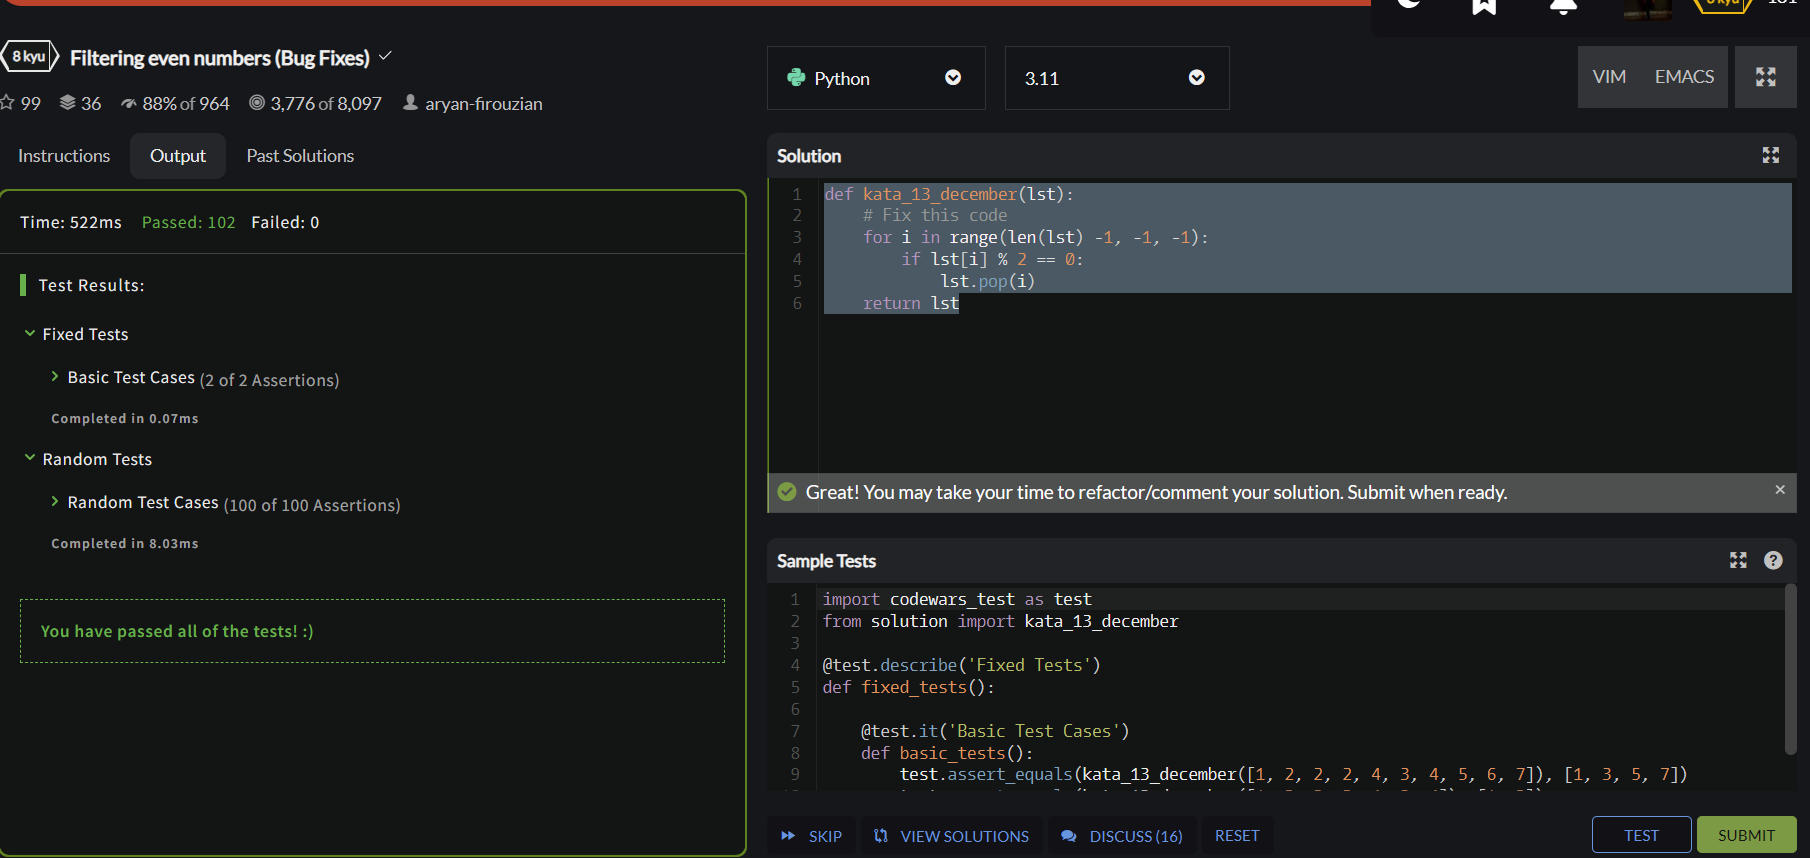 8 kyu Filtering even numbers (Bug Fixes)
99 36 88% of 964 3,776 of 8,097 aryan-firouzian
Instructions Output Past Solutions
Time: 522ms Passed: 102 Failed: 0
Test Results:
Fixed Tests
Basic Test Cases (2 of 2 Assertions)
Completed in 0.07ms
Random Tests
Random Test Cases (100 of 100 Assertions)
Completed in 8.03ms
You have passed all of the tests! :)
Python 3.11 VIM EMACS
Solution
1 def kata_13_december(lst):
2     # Fix this code
3     for i in range(len(lst) -1, -1, -1):
4         if lst[i] % 2 == 0:
5             lst.pop(i)
6     return lst
Great! You may take your time to refactor/comment your solution. Submit when ready.
Sample Tests
1 import codewars_test as test
2 from solution import kata_13_december
3
4 @test.describe('Fixed Tests')
5 def fixed_tests():
6
7     @test.it('Basic Test Cases')
8     def basic_tests():
9         test.assert_equals(kata_13_december([1, 2, 2, 2, 4, 3, 4, 5, 6, 7]), [1, 3, 5, 7])
SKIP VIEW SOLUTIONS DISCUSS (16) RESET TEST SUBMIT